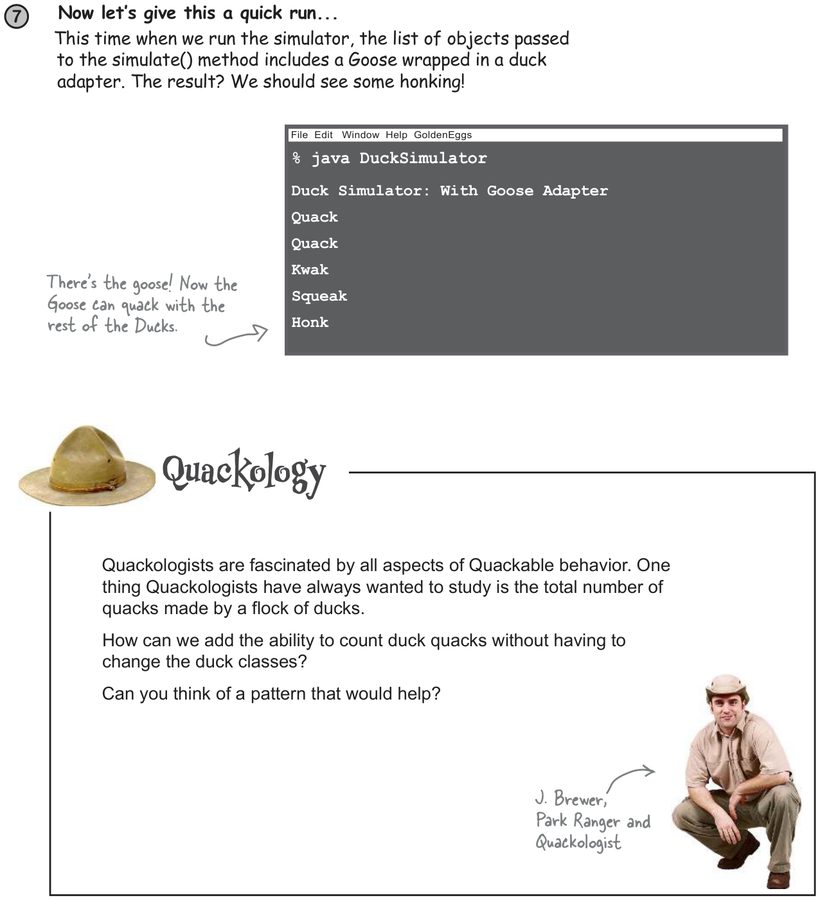 7 Now let's give this a quick run...
This time when we run the simulator, the list of objects passed
to the simulate() method includes a Goose wrapped in a duck
adapter. The result? We should see some honking!
File Edit Window Help GoldenEggs
% java DuckSimulator
Duck Simulator: With Goose Adapter
Quack
Quack
Kwak
Squeak
Honk
There's the goose! Now the
Goose can quack with the
rest of the Ducks.
Quackology
Quackologists are fascinated by all aspects of Quackable behavior. One
thing Quackologists have always wanted to study is the total number of
quacks made by a flock of ducks.
How can we add the ability to count duck quacks without having to
change the duck classes?
Can you think of a pattern that would help?
J. Brewer,
Park Ranger and
Quackologist